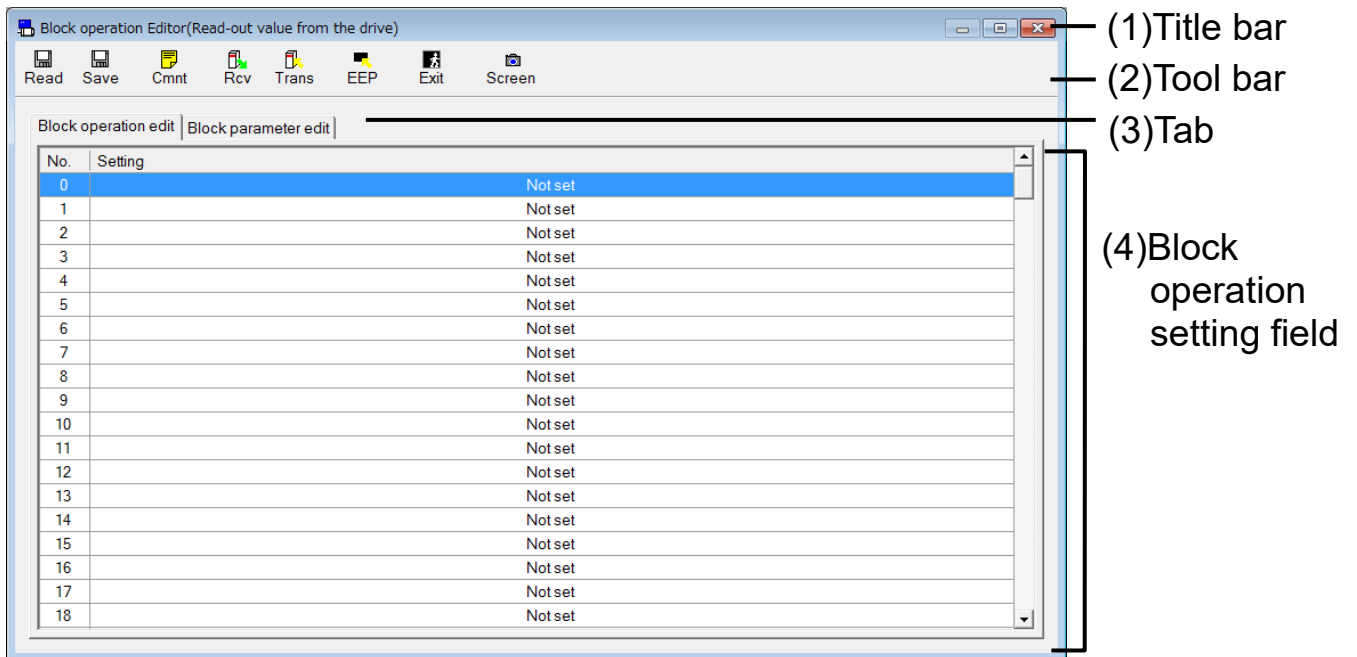 Block operation Editor(Read-out value from the drive)
(1)Title bar
Read Save Cmnt Rcv Trans EEP Exit Screen
(2)Tool bar
Block operation edit Block parameter edit
(3)Tab
No. Setting
0 Not set
1 Not set
2 Not set
3 Not set
4 Not set
5 Not set
6 Not set
7 Not set
8 Not set
9 Not set
10 Not set
11 Not set
12 Not set
13 Not set
14 Not set
15 Not set
16 Not set
17 Not set
18 Not set
(4)Block
operation
setting field